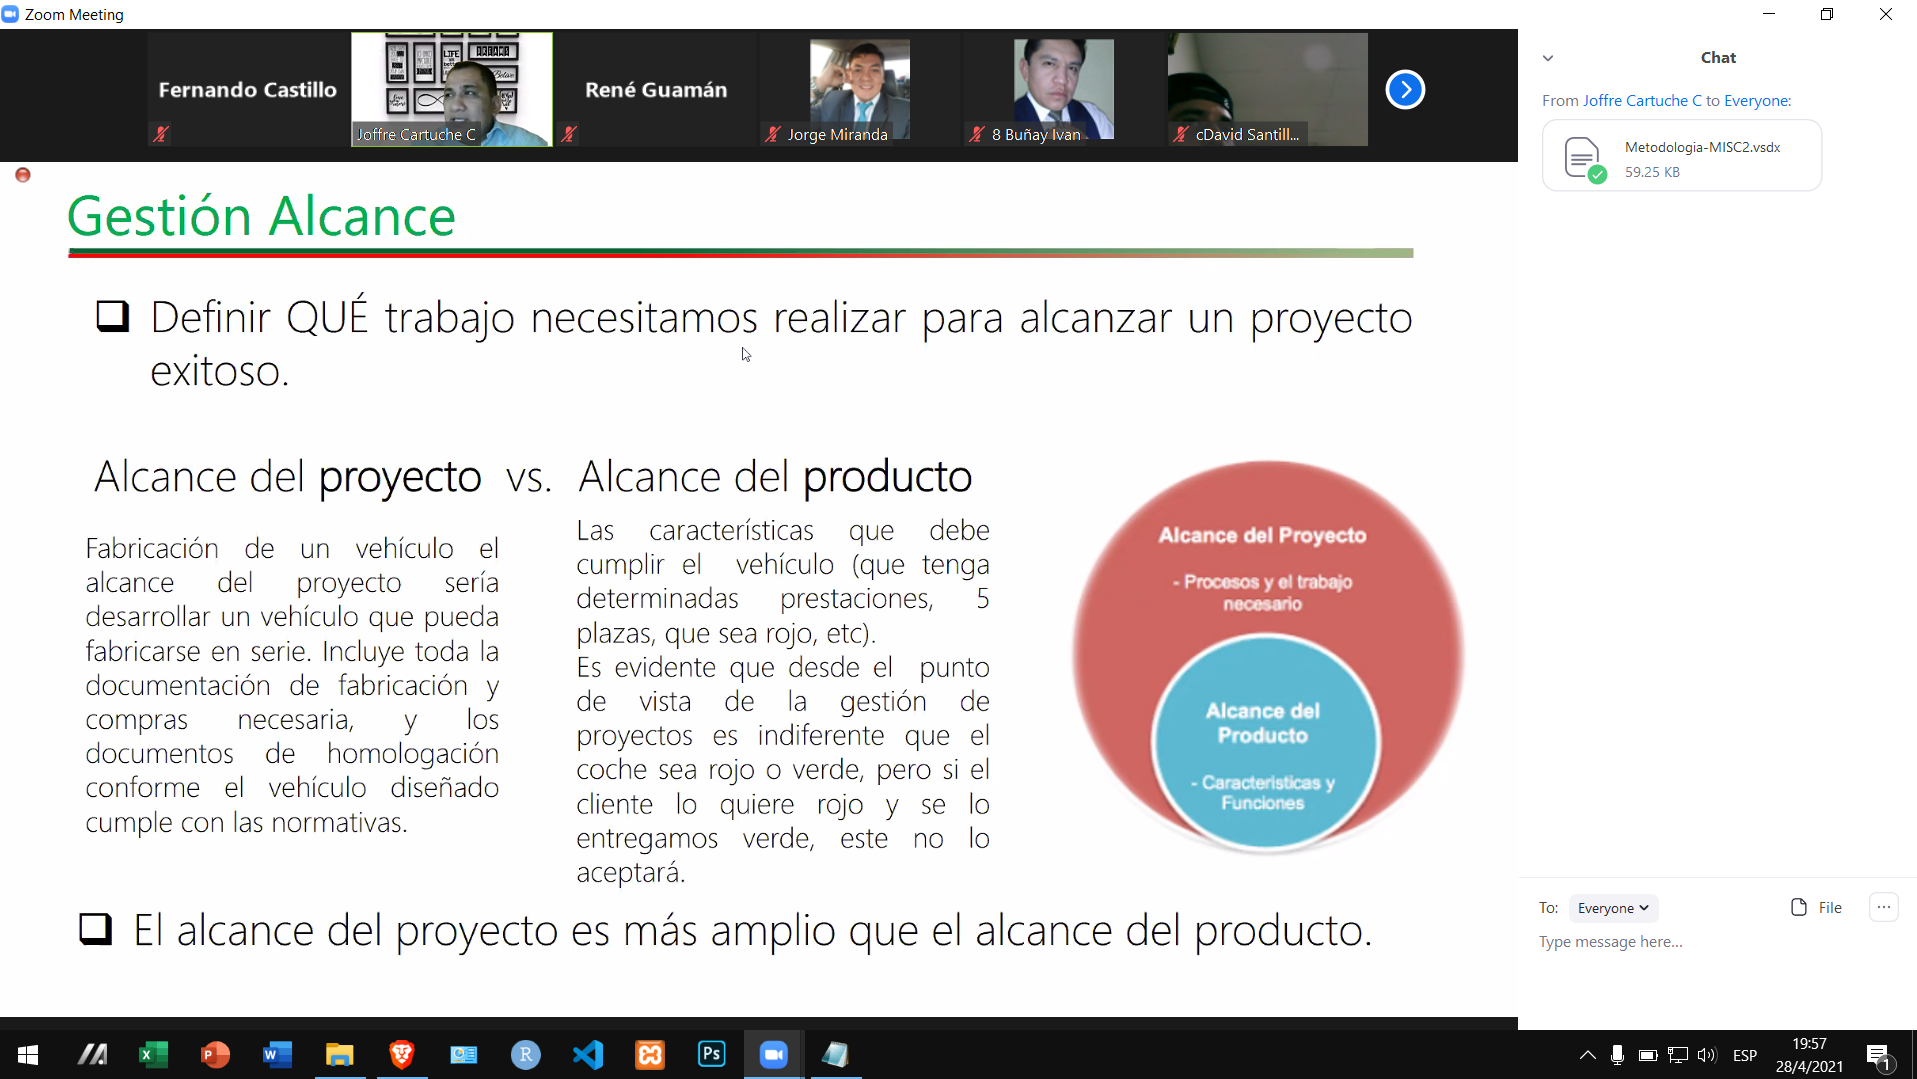 Zoom Meeting
Fernando Castillo
LIFE
Joffre Cartuche C
René Guamán
Jorge Miranda
8 Buñay Ivan
cDavid Santill...
Gestión Alcance
Definir QUÉ trabajo necesitamos realizar para alcanzar un proyecto
exitoso.
Alcance del proyecto vs. Alcance del producto
Fabricación de un vehículo el
alcance del proyecto sería
desarrollar un vehículo que pueda
fabricarse en serie. Incluye toda la
documentación de fabricación y
compras necesaria, y los
documentos de homologación
conforme el vehículo diseñado
cumple con las normativas.
Las características que debe
cumplir el vehículo (que tenga
determinadas prestaciones, 5
plazas, que sea rojo, etc).
Es evidente que desde el punto
de vista de la gestión de
proyectos es indiferente que el
coche sea rojo o verde, pero si el
cliente lo quiere rojo y se lo
entregamos verde, este no lo
aceptará.
Alcance del Proyecto
- Procesos y el trabajo
necesario
Alcance del
Producto
- Caracteristicas y
Funciones
El alcance del proyecto es más amplio que el alcance del producto.
Chat
From Joffre Cartuche C to Everyone:
Metodologia-MISC2.vsdx
59.25 KB
To: Everyone
File
Type message here...
ESP
19:57
28/4/2021
1